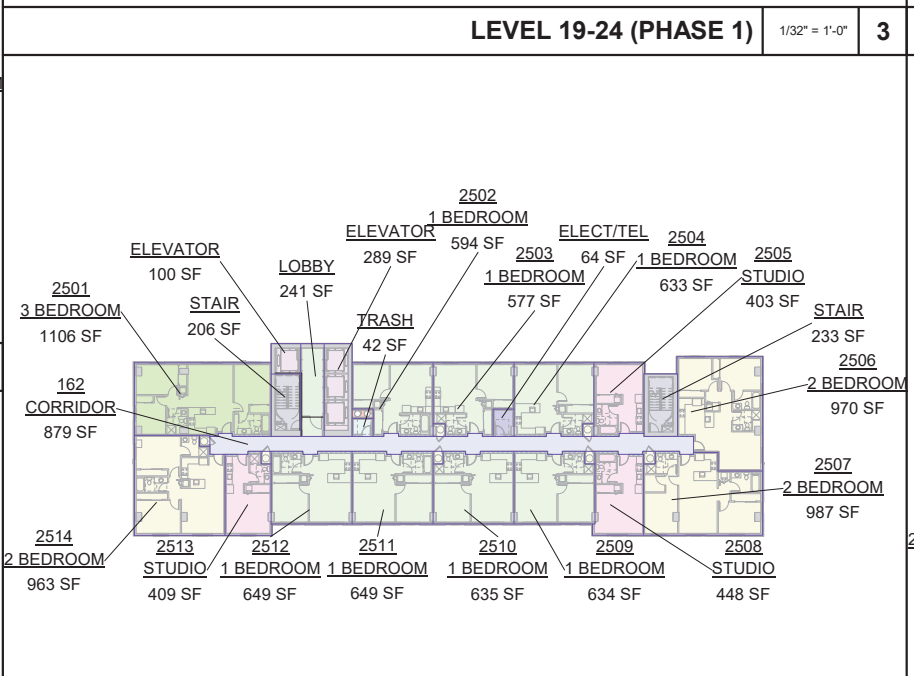 LEVEL 19-24 (PHASE 1)
1/32" = 1'-0"
3
2502
1 BEDROOM
594 SF
ELEVATOR
289 SF
ELECT/TEL
64 SF
2504
1 BEDROOM
633 SF
2503
1 BEDROOM
577 SF
2505
STUDIO
403 SF
ELEVATOR
100 SF
LOBBY
241 SF
2501
3 BEDROOM
1106 SF
STAIR
206 SF
TRASH
42 SF
STAIR
233 SF
2506
2 BEDROOM
970 SF
162
CORRIDOR
879 SF
2507
2 BEDROOM
987 SF
2514
2 BEDROOM
963 SF
2513
STUDIO
409 SF
2512
1 BEDROOM
649 SF
2511
1 BEDROOM
649 SF
2510
1 BEDROOM
635 SF
2509
1 BEDROOM
634 SF
2508
STUDIO
448 SF